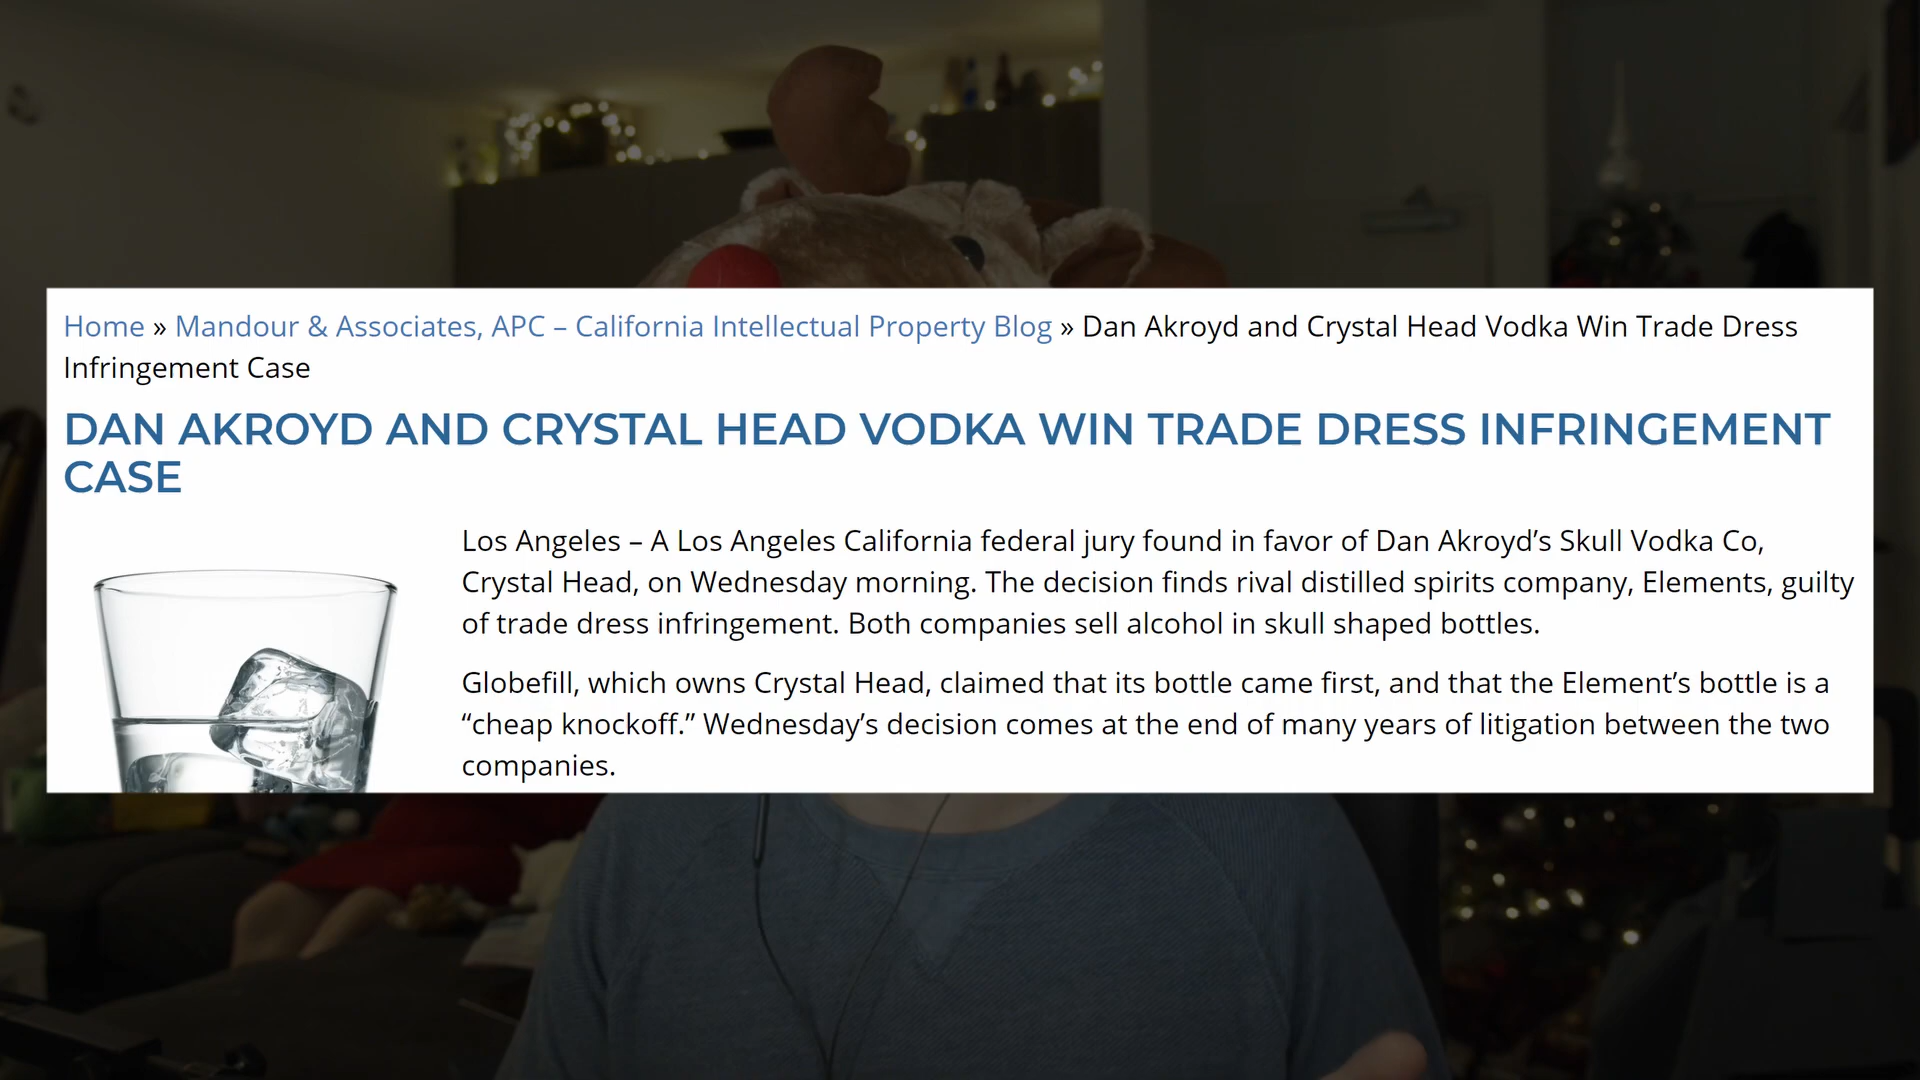 Home » Mandour & Associates, APC – California Intellectual Property Blog » Dan Akroyd and Crystal Head Vodka Win Trade Dress
Infringement Case
DAN AKROYD AND CRYSTAL HEAD VODKA WIN TRADE DRESS INFRINGEMENT
CASE
Los Angeles – A Los Angeles California federal jury found in favor of Dan Akroyd’s Skull Vodka Co,
Crystal Head, on Wednesday morning. The decision finds rival distilled spirits company, Elements, guilty
of trade dress infringement. Both companies sell alcohol in skull shaped bottles.
Globefill, which owns Crystal Head, claimed that its bottle came first, and that the Element’s bottle is a
“cheap knockoff.” Wednesday’s decision comes at the end of many years of litigation between the two
companies.